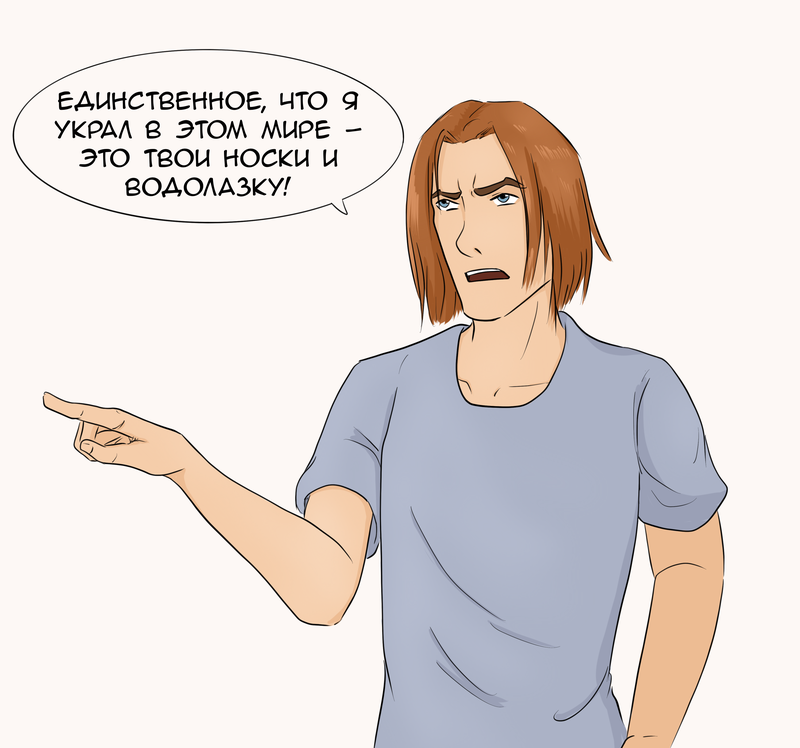 ЕДИНСТВЕННОЕ, ЧТО Я
УКРАЛ В ЭТОМ МИРЕ –
ЭТО ТВОИ НОСКИ И
ВОДОЛАЗКУ!